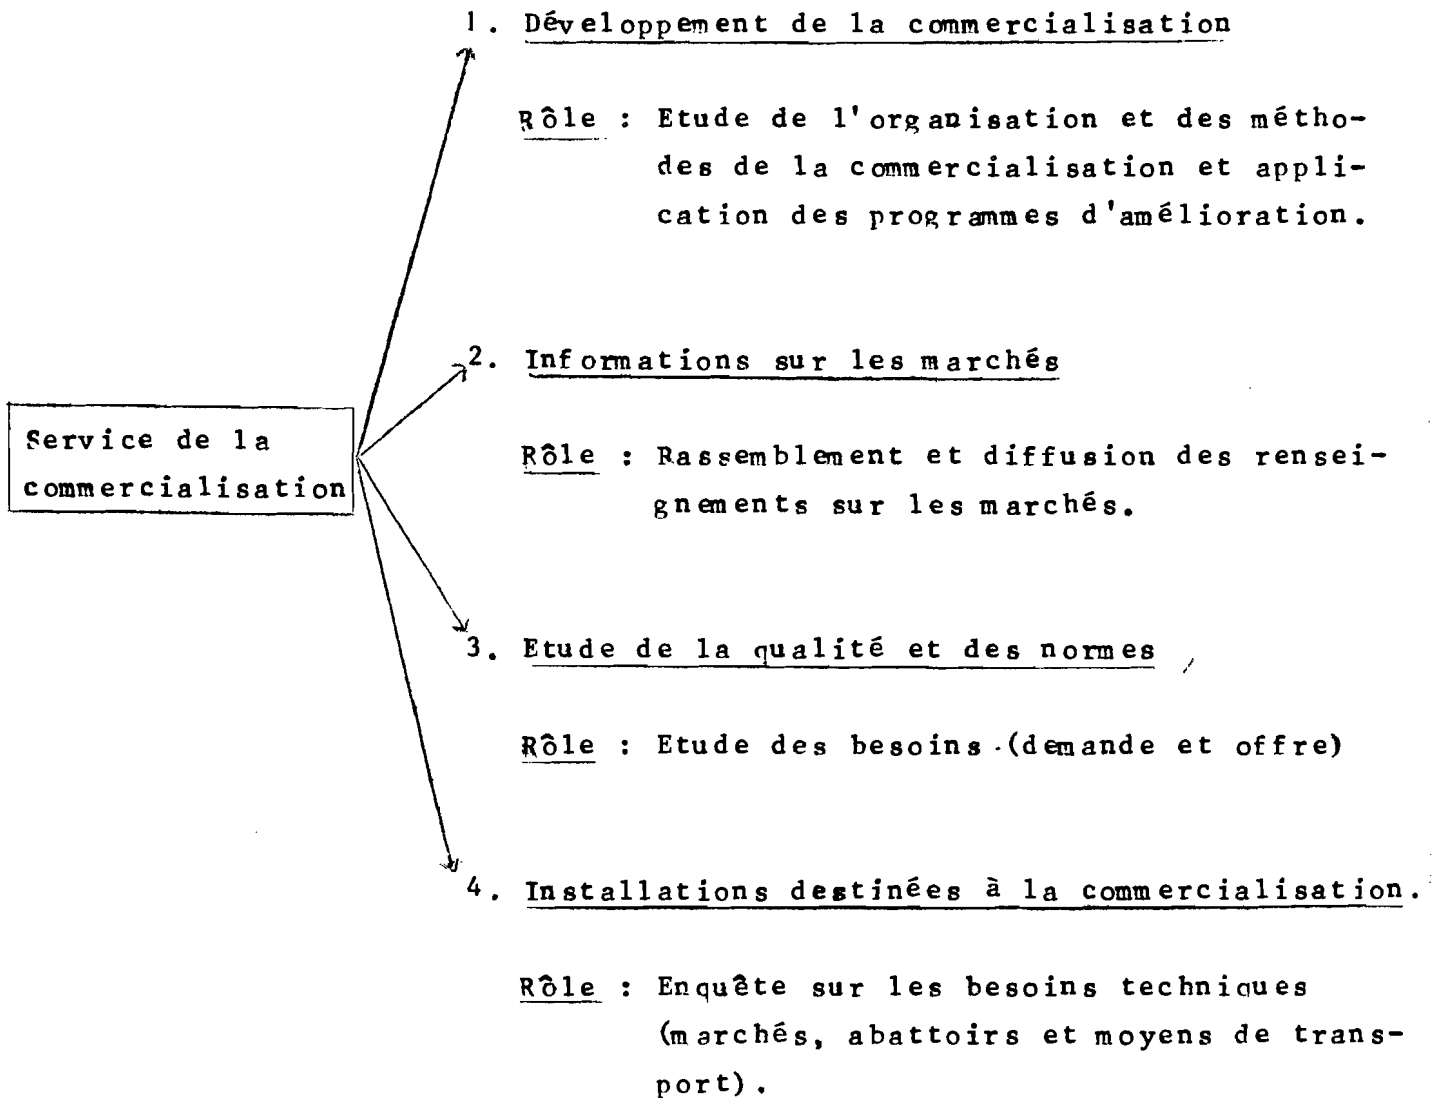 1. Développement de la commercialisation
Rôle : Etude de l'organisation et des métho-
des de la commercialisation et appli-
cation des programmes d'amélioration.
2. Informations sur les marchés
Service de la
commercialisation
Rôle : Rassemblement et diffusion des rensei-
gnements sur les marchés.
3. Etude de la qualité et des normes
Rôle : Etude des besoins (demande et offre)
4. Installations destinées à la commercialisation.
Rôle : Enquête sur les besoins techniques
(marchés, abattoirs et moyens de trans-
port).